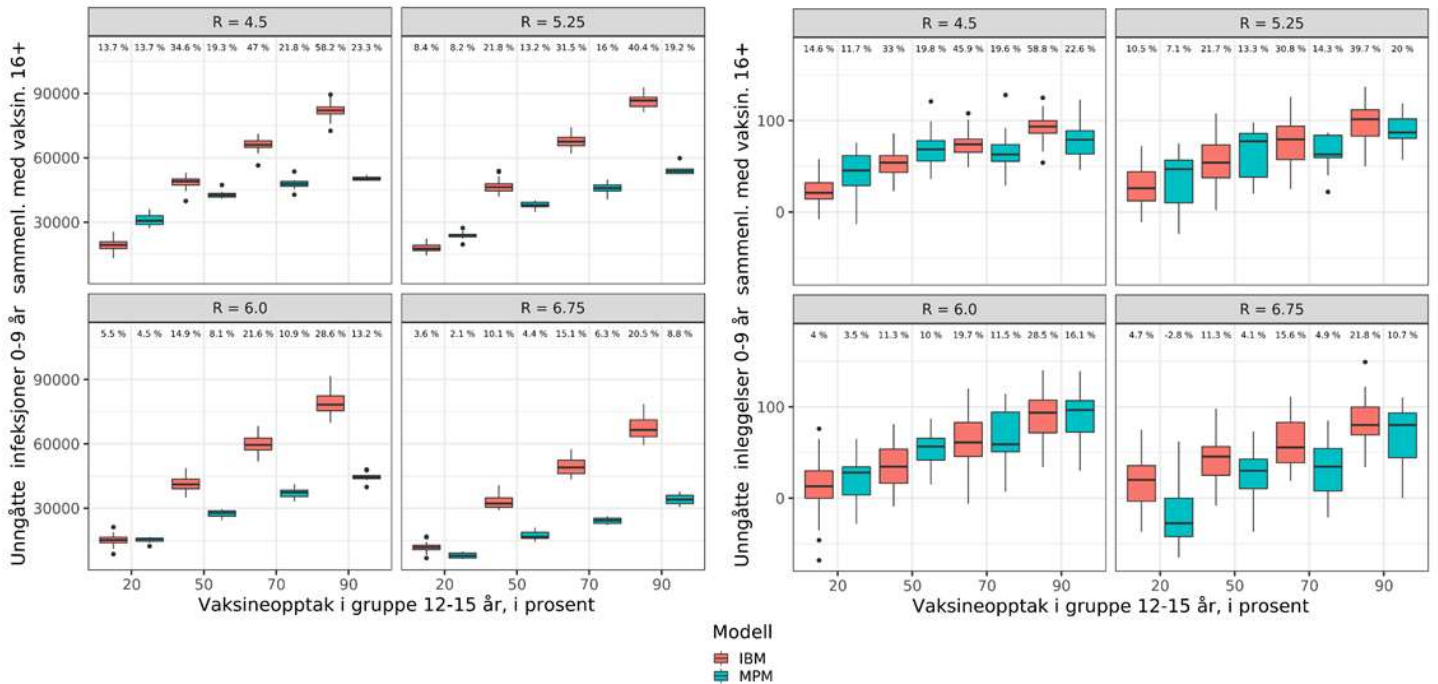 Unngåtte infeksjoner 0-9 år sammenl. med vaksin. 16+
R = 4.5
R = 5.25
13.7 % 13.7 % 34.6 % 19.3 % 47 % 21.8 % 58.2 % 23.3 %
8.4 % 8.2 % 21.8 % 13.2 % 31.5 % 16 % 40.4 % 19.2 %
90000
60000
30000
R = 6.0
R = 6.75
5.5 % 4.5 % 14.9 % 8.1 % 21.6 % 10.9 % 28.6 % 13.2 %
3.6 % 2.1 % 10.1 % 4.4 % 15.1 % 6.3 % 20.5 % 8.8 %
90000
60000
30000
20 50 70 90
20 50 70 90
Vaksineopptak i gruppe 12-15 år, i prosent
Unngåtte inleggelser 0-9 år sammenl. med vaksin. 16+
R = 4.5
R = 5.25
14.6 % 11.7 % 33 % 19.8 % 45.9 % 19.6 % 58.8 % 22.6 %
10.5 % 7.1 % 21.7 % 13.3 % 30.8 % 14.3 % 39.7 % 20 %
100
0
R = 6.0
R = 6.75
4 % 3.5 % 11.3 % 10 % 19.7 % 11.5 % 28.5 % 16.1 %
4.7 % -2.8 % 11.3 % 4.1 % 15.6 % 4.9 % 21.8 % 10.7 %
100
0
20 50 70 90
20 50 70 90
Vaksineopptak i gruppe 12-15 år, i prosent
Modell
IBM
MPM